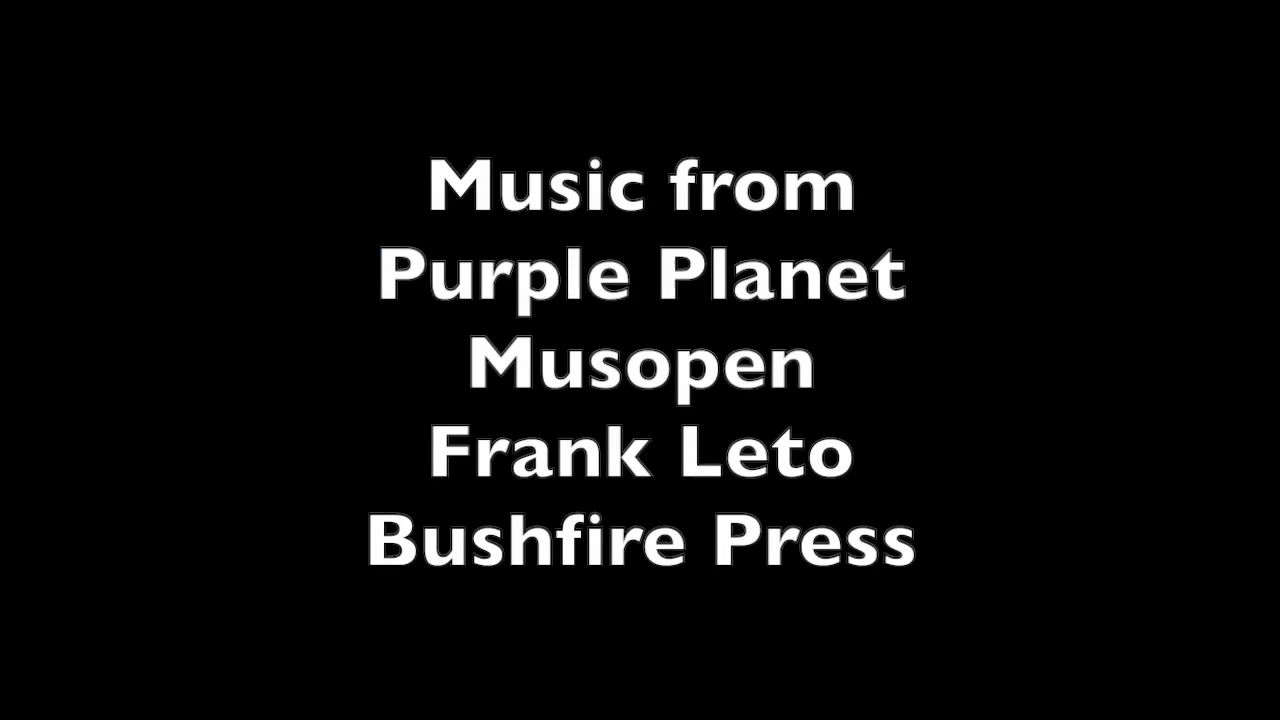 Music from
Purple Planet
Musopen
Frank Leto
Bushfire Press